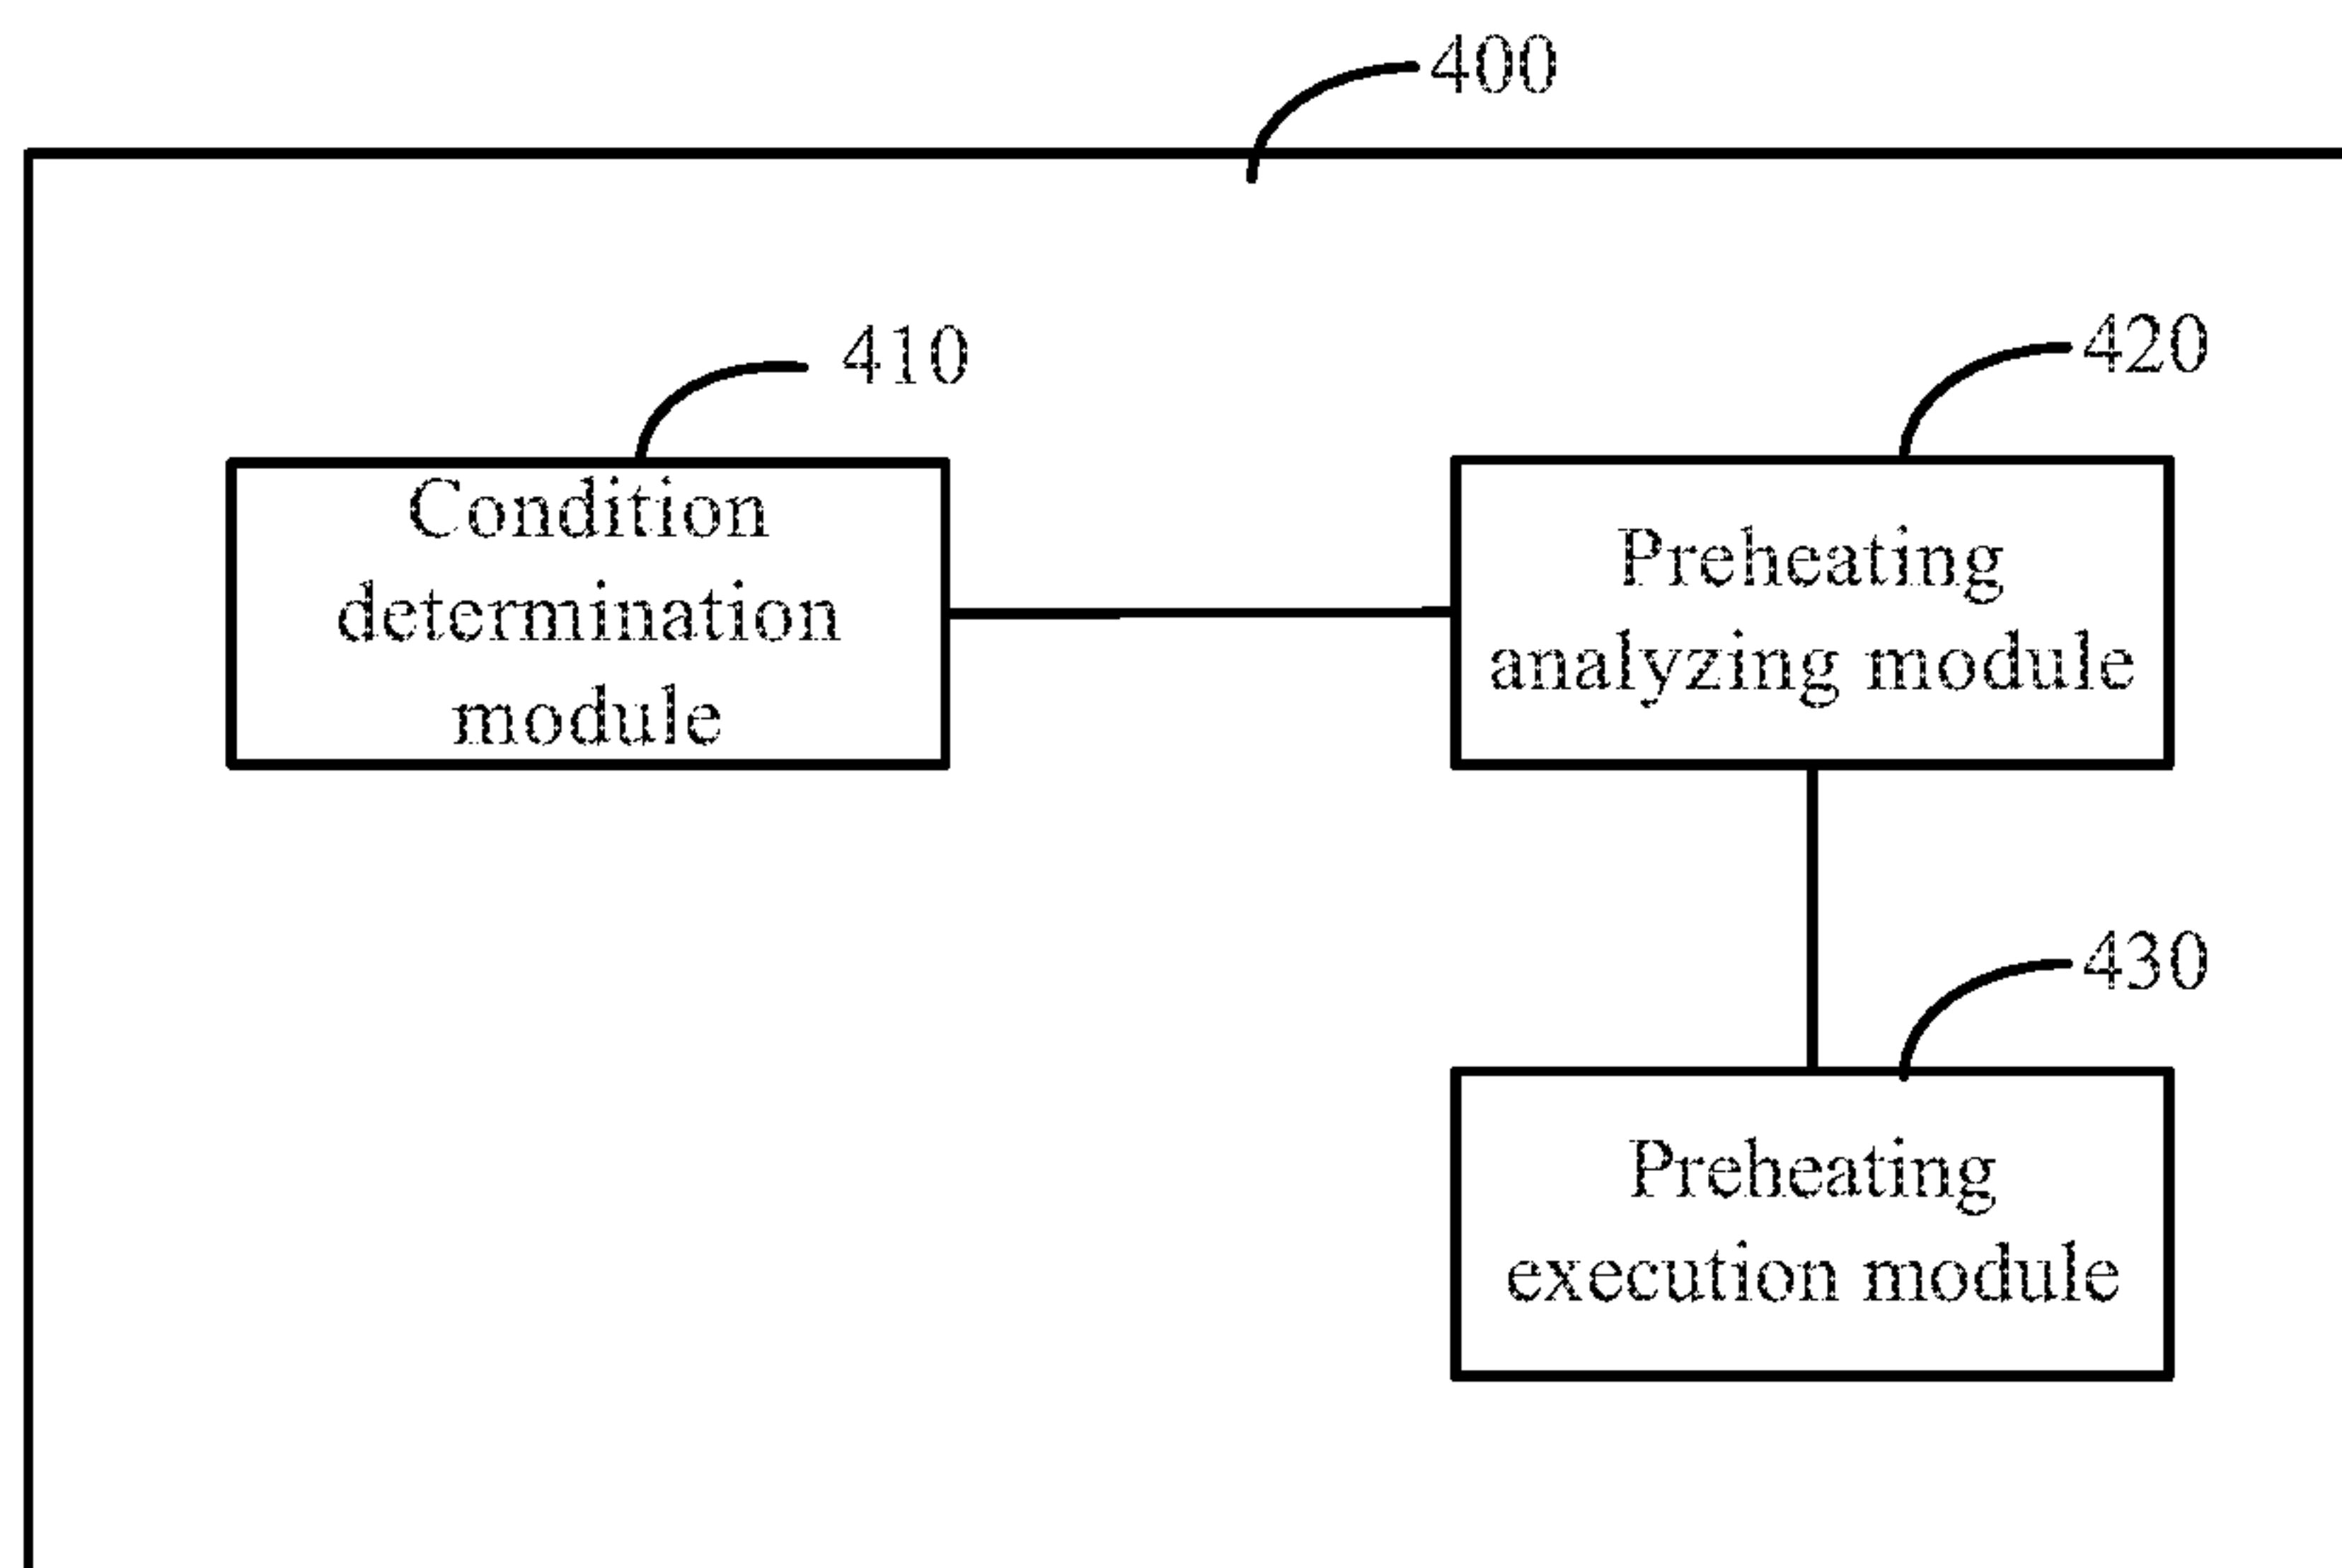 400
410
420
Condition
determination
module
Preheating
analyzing module
430
Preheating
execution module